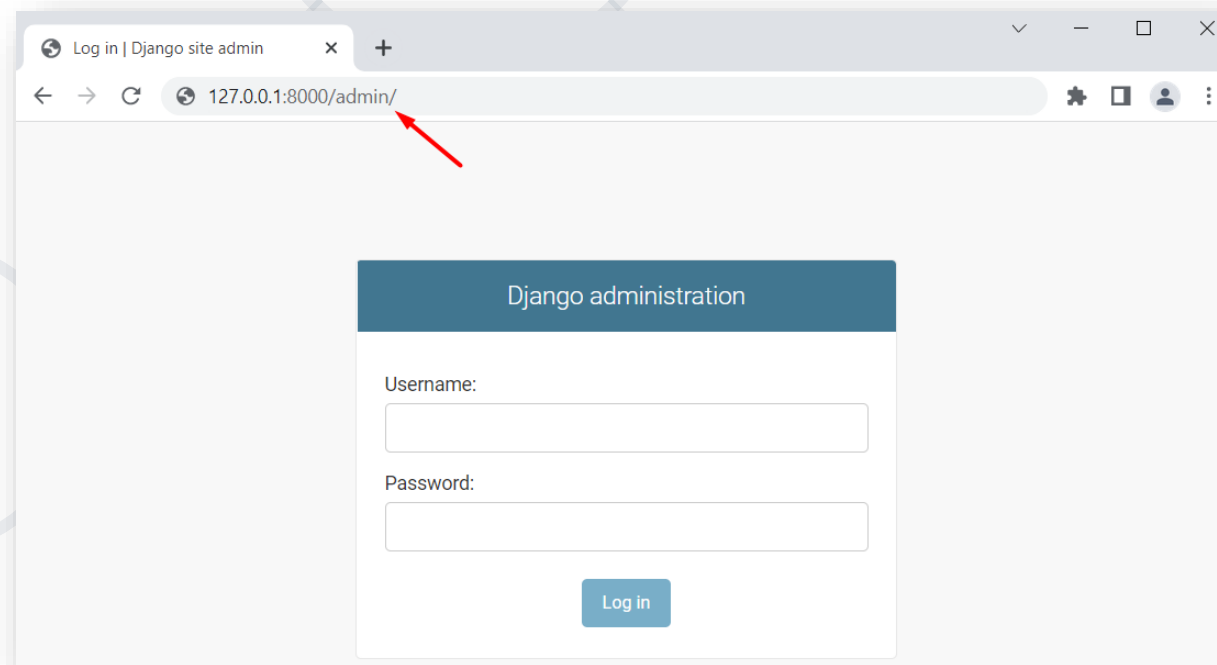 Log in | Django site admin
127.0.0.1:8000/admin/
Django administration
Username:
Password:
Log in